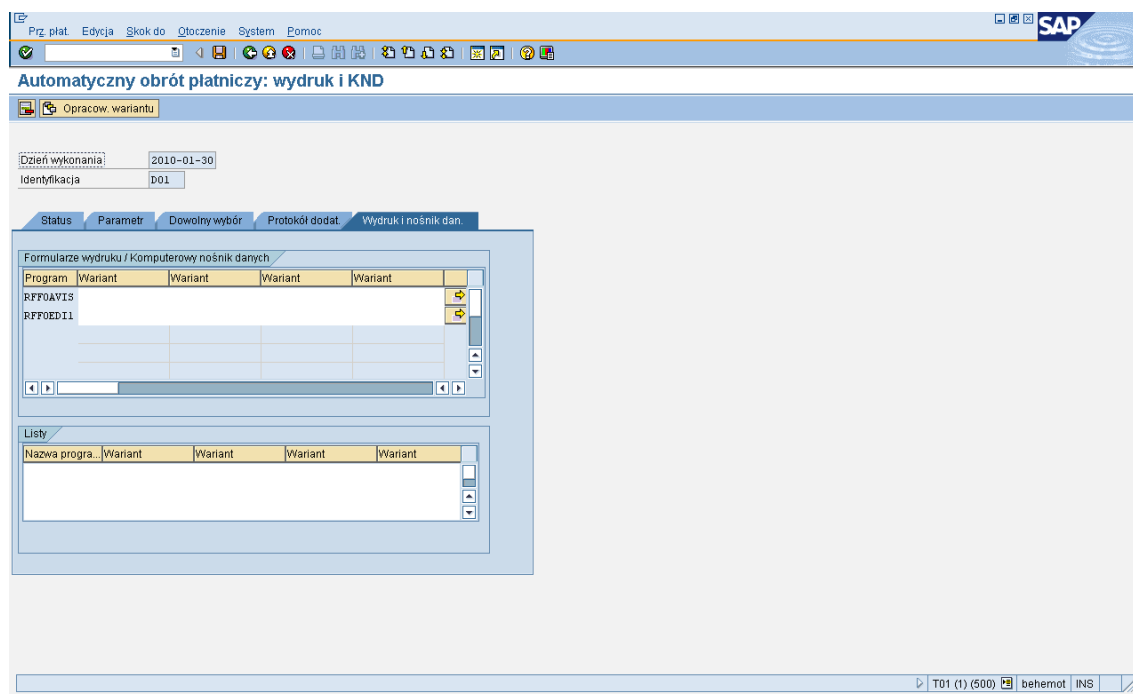 Prz. płat. Edycja Skok do Otoczenie System Pomoc
SAP
Automatyczny obrót płatniczy: wydruk i KND
Opracow. wariantu
Dzień wykonania 2010-01-30
Identyfikacja D01
Status Parametr Dowolny wybór Protokół dodat. Wydruk i nośnik dan.
Formularze wydruku / Komputerowy nośnik danych
Program Wariant Wariant Wariant Wariant
RFFOAVIS
RFFOEDI1
Listy
Nazwa progra... Wariant Wariant Wariant Wariant
T01 (1) (500) behemot INS